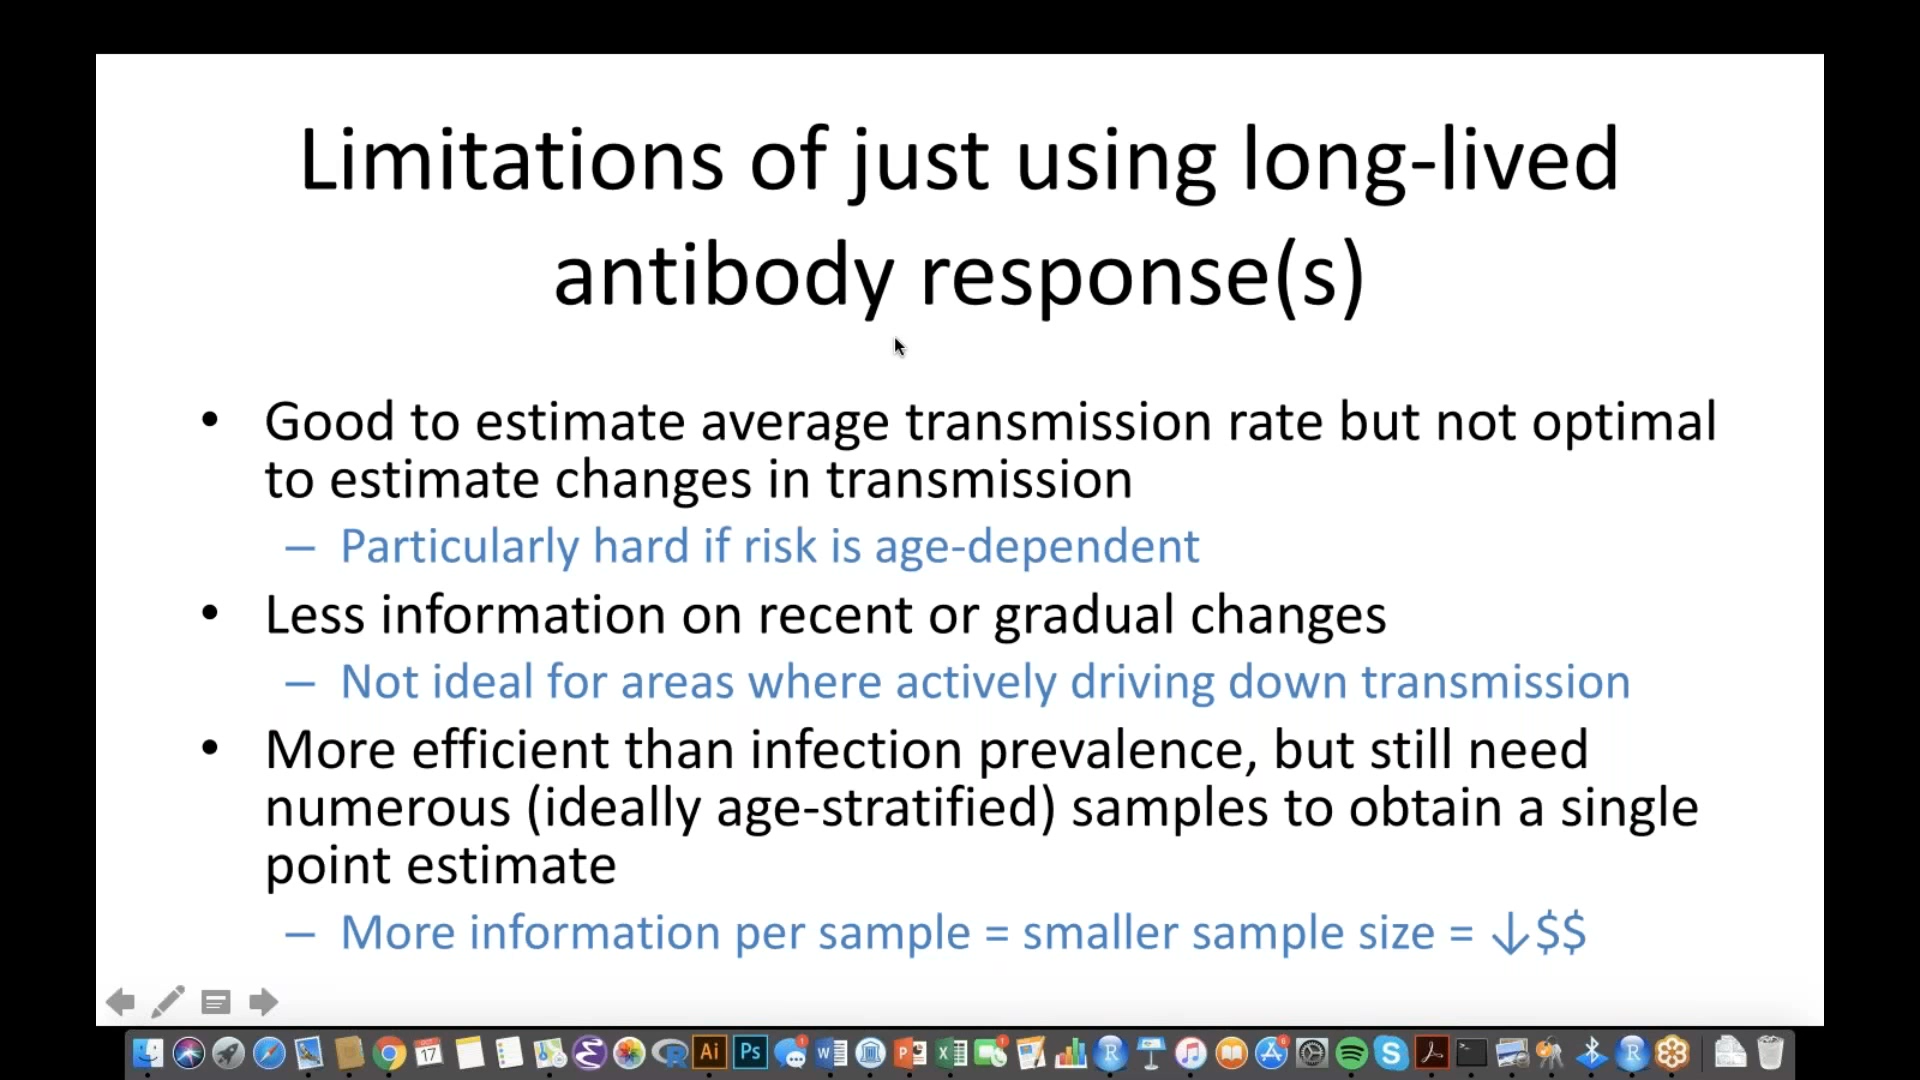 Limitations of just using long-lived
antibody response(s)
• Good to estimate average transmission rate but not optimal
to estimate changes in transmission
– Particularly hard if risk is age-dependent
• Less information on recent or gradual changes
– Not ideal for areas where actively driving down transmission
• More efficient than infection prevalence, but still need
numerous (ideally age-stratified) samples to obtain a single
point estimate
– More information per sample = smaller sample size = ↓$$
17
Ai
Ps